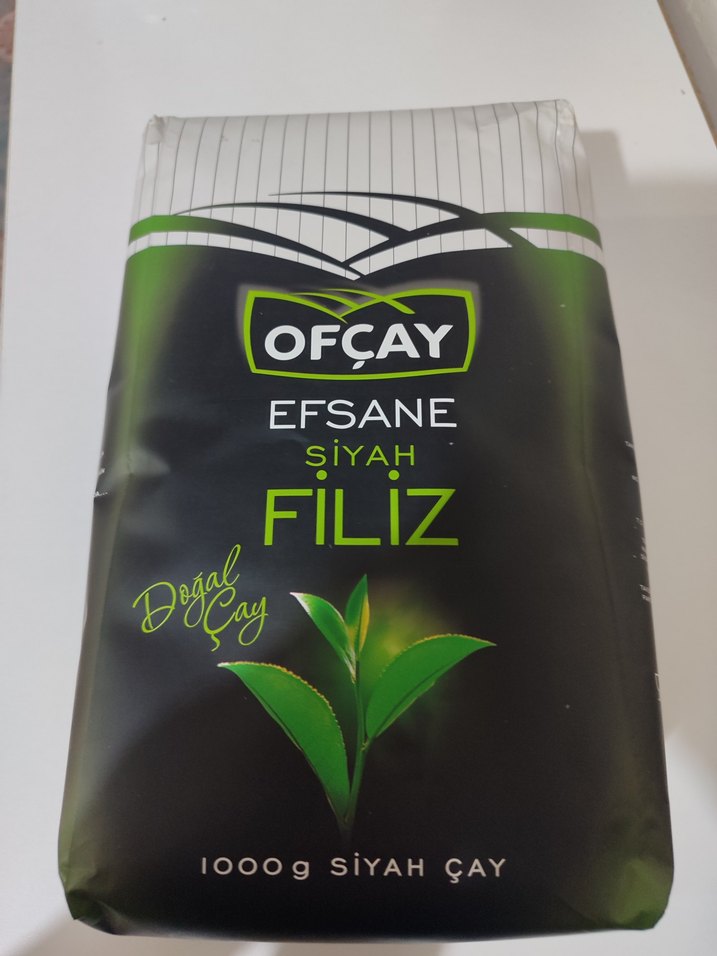 OFÇAY
EFSANE
SİYAH
FİLİZ
Doğal
Çay
1000g SİYAH ÇAY